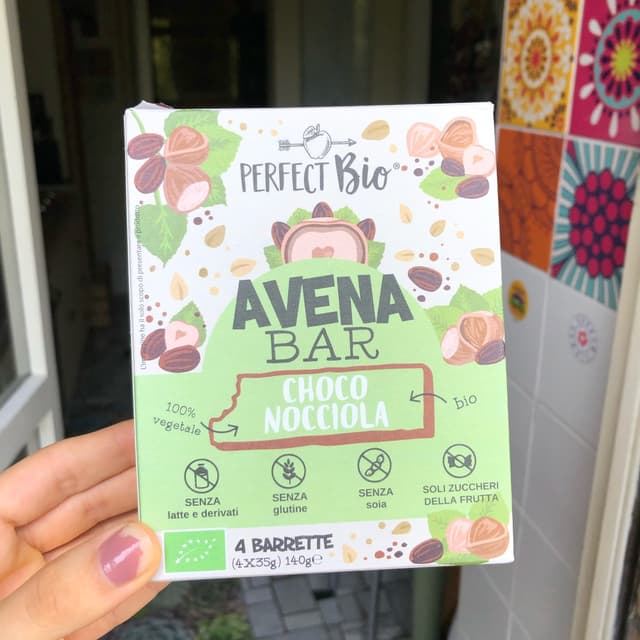 PERFECT Bio®
AVENA
BAR
CHOCO
NOCCIOLA
100%
vegetale
bio
SENZA
latte e derivati
SENZA
glutine
SENZA
soia
SOLI ZUCCHERI
DELLA FRUTTA
4 BARRETTE
(4X35g) 140g℮